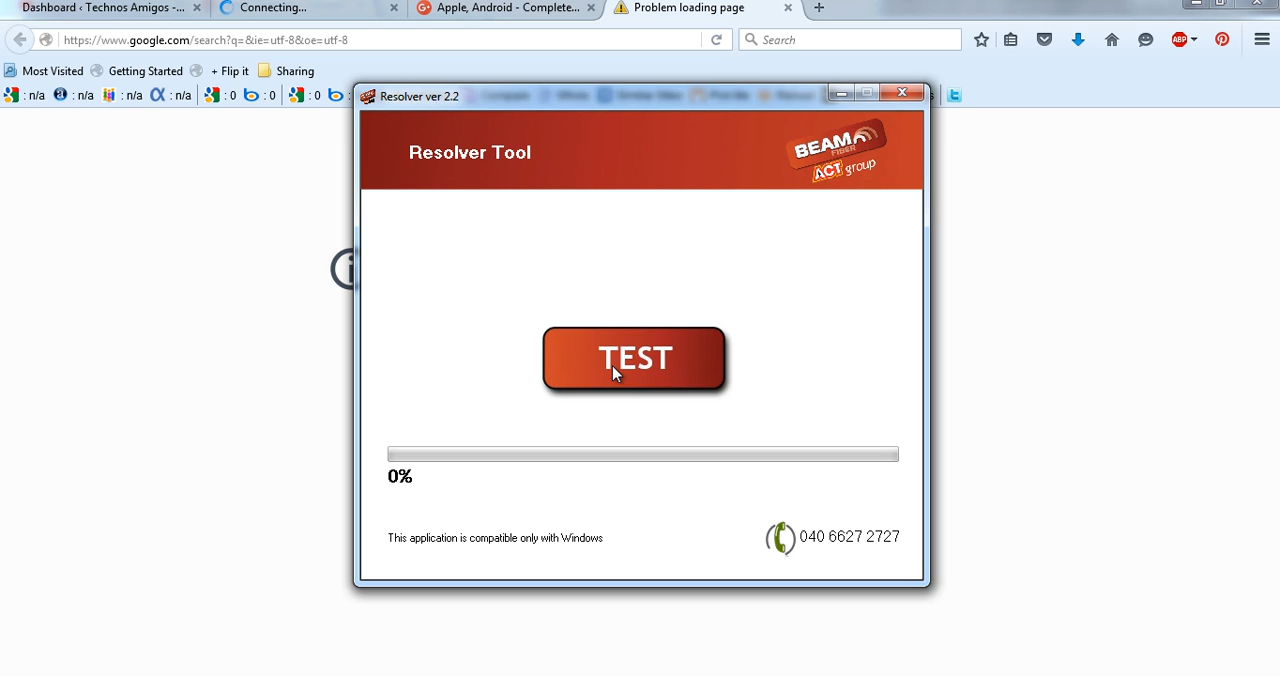 Dashboard ‹ Technos Amigos -...
Connecting...
Apple, Android - Complete...
Problem loading page
https://www.google.com/search?q=&ie=utf-8&oe=utf-8
Search
ABP
Most Visited
Getting Started
+ Flip it
Sharing
: n/a
: n/a
: n/a
: n/a
: 0
: 0
: 0
Resolver ver 2.2
Resolver Tool
BEAM
FIBER
ACT group
TEST
0%
This application is compatible only with Windows
040 6627 2727